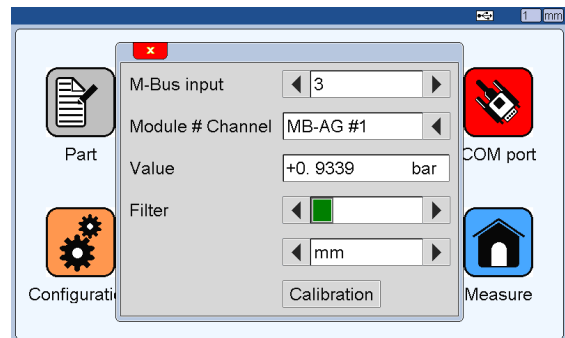 1 mm
x
M-Bus input 3
Module # Channel MB-AG #1
Value +0. 9339 bar
Filter
mm
Calibration
Part
COM port
Configurati
Measure